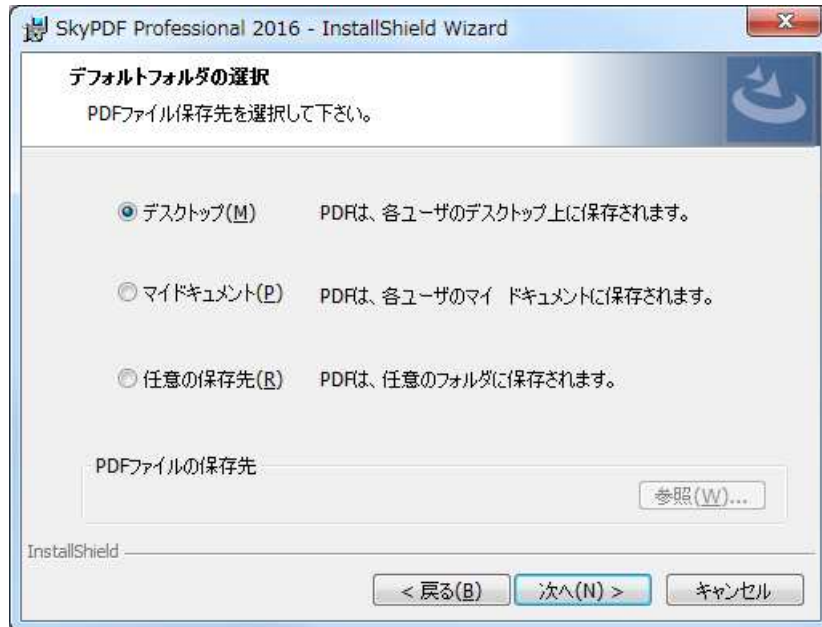 SkyPDF Professional 2016 - InstallShield Wizard
デフォルトフォルダの選択
PDFファイル保存先を選択して下さい。
デスクトップ(M) PDFは、各ユーザのデスクトップ上に保存されます。
マイドキュメント(P) PDFは、各ユーザのマイ ドキュメントに保存されます。
任意の保存先(R) PDFは、任意のフォルダに保存されます。
PDFファイルの保存先
参照(W)...
InstallShield
< 戻る(B) 次へ(N) > キャンセル